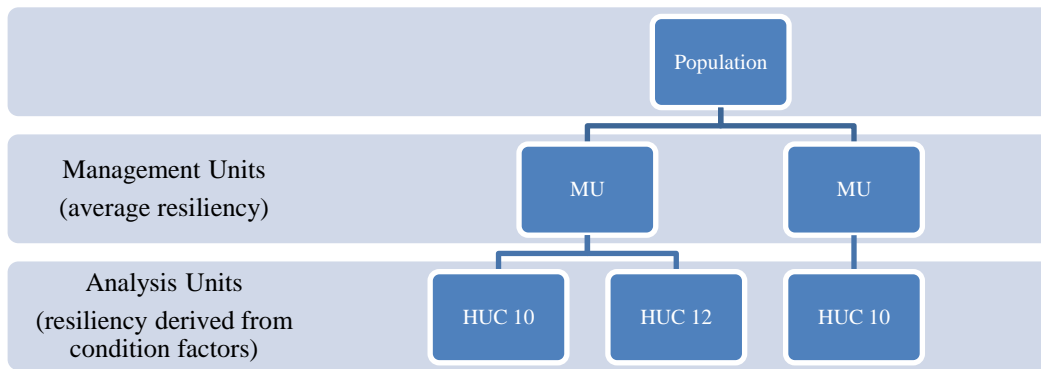 Population
Management Units
(average resiliency)
MU
MU
Analysis Units
(resiliency derived from
condition factors)
HUC 10
HUC 12
HUC 10